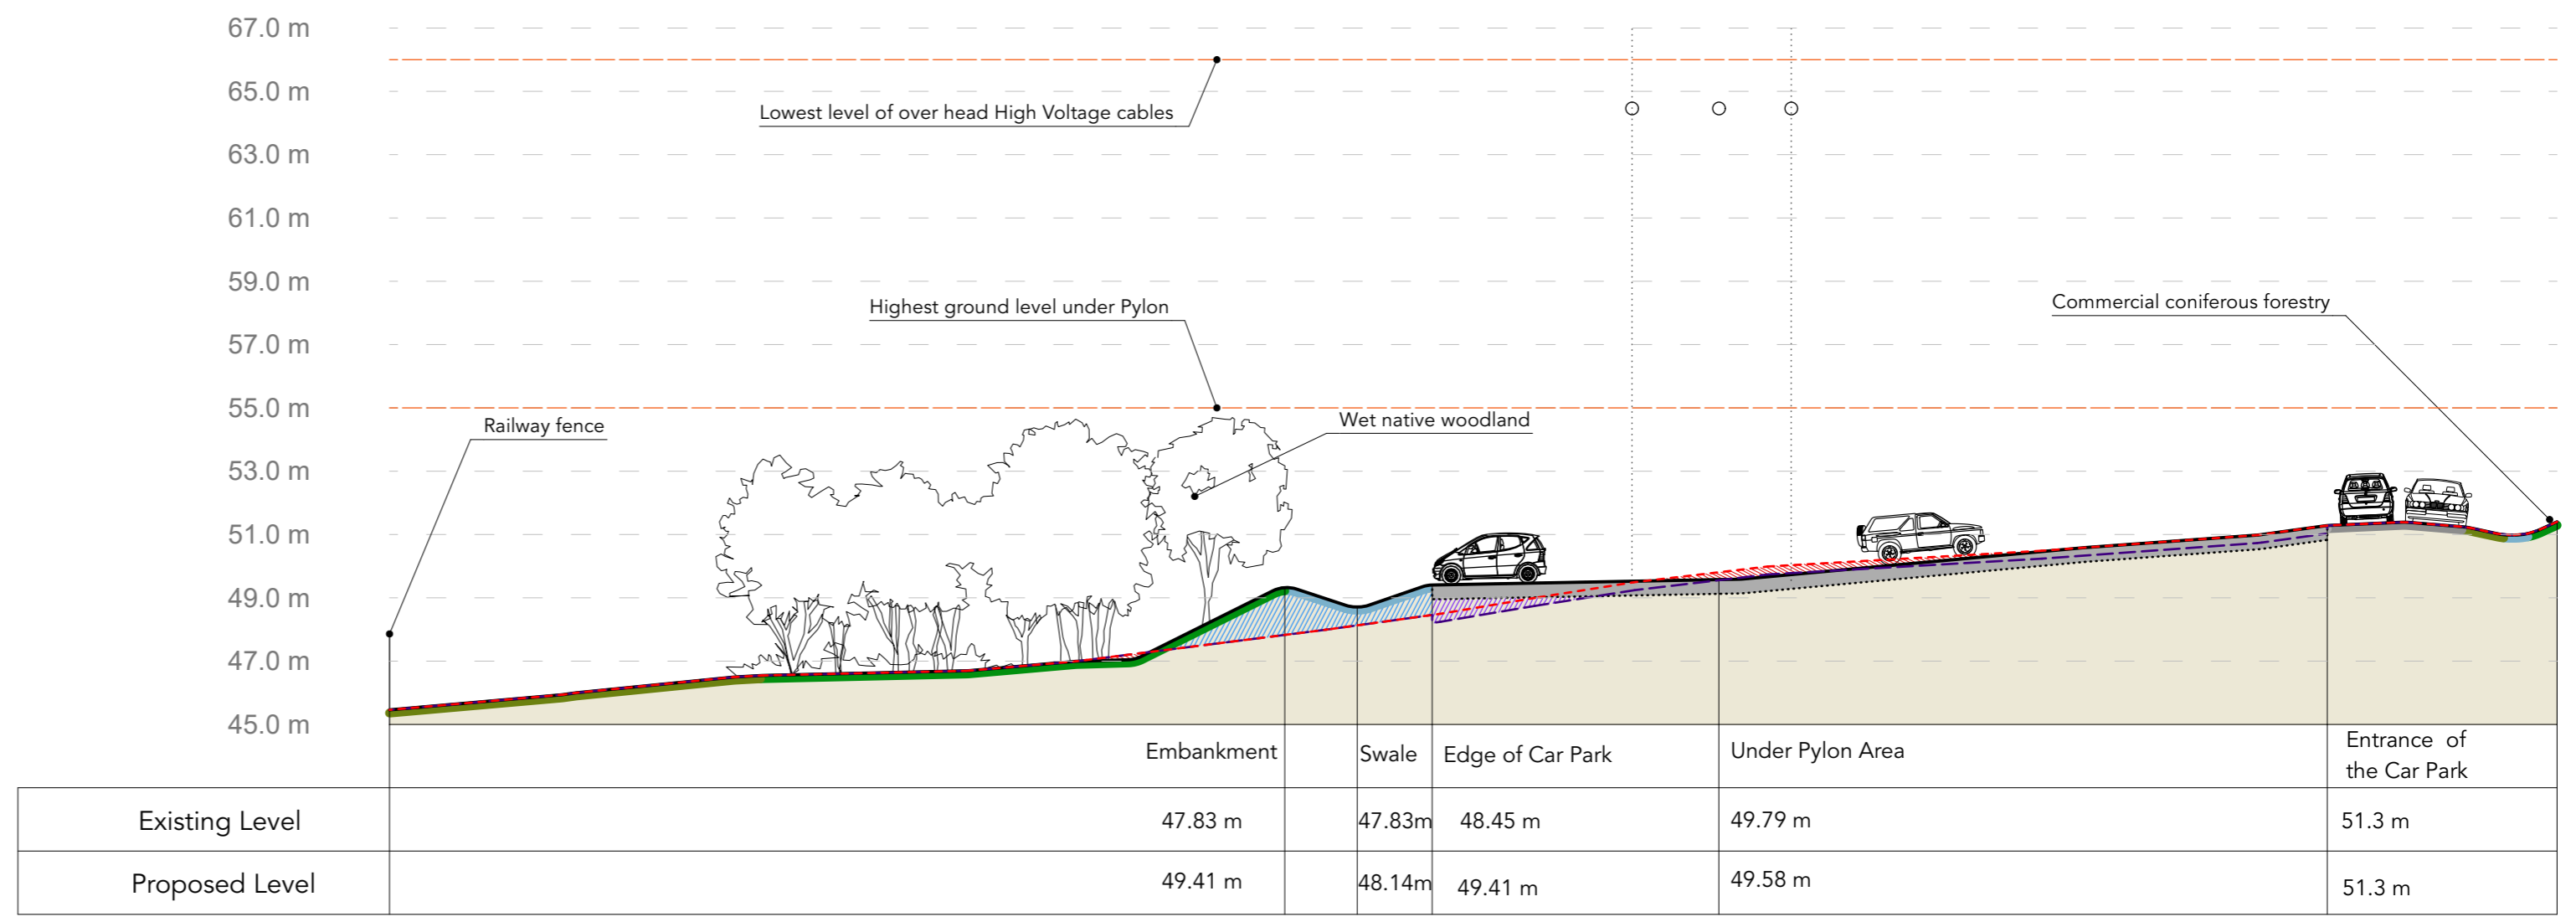 67.0 m
65.0 m
Lowest level of over head High Voltage cables
63.0 m
61.0 m
59.0 m
Highest ground level under Pylon
Commercial coniferous forestry
57.0 m
55.0 m
Railway fence
Wet native woodland
53.0 m
51.0 m
49.0 m
47.0 m
45.0 m
Embankment
Swale
Edge of Car Park
Under Pylon Area
Entrance of
the Car Park
Existing Level 47.83 m 47.83m 48.45 m 49.79 m 51.3 m
Proposed Level 49.41 m 48.14m 49.41 m 49.58 m 51.3 m